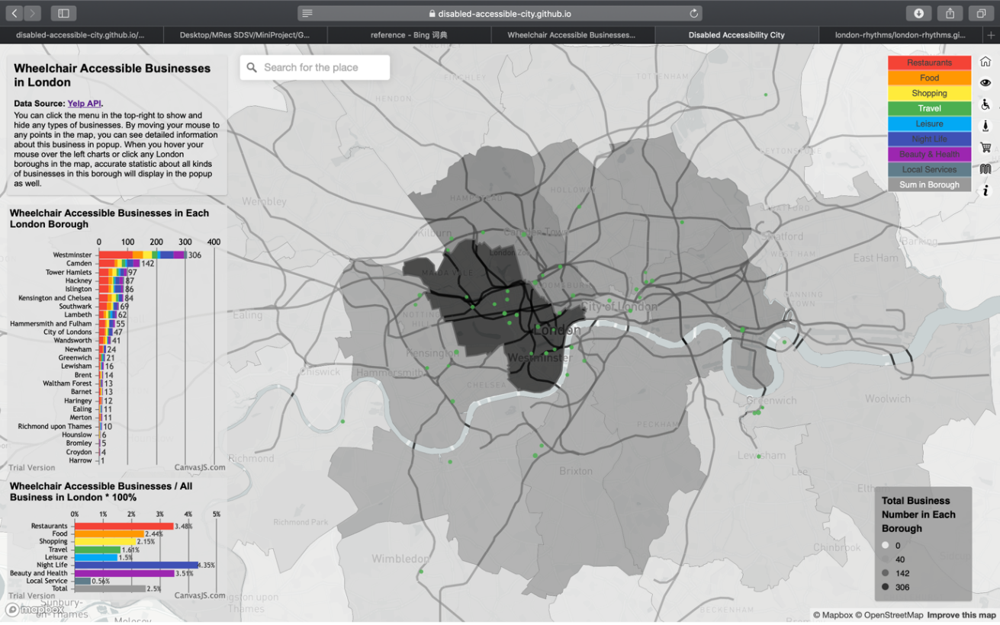 disabled-accessible-city.github.io
disabled-accessible-city.github.io/...
Desktop/MRes SDSV/MiniProject/G...
reference - Bing 词典
Wheelchair Accessible Businesses...
Disabled Accessibility City
london-rhythms/london-rhythms.gi...
Wheelchair Accessible Businesses
in London
Data Source: Yelp API.
You can click the menu in the top-right to show and
hide any types of businesses. By moving your mouse to
any points in the map, you can see detailed information
about this business in popup. When you hover your
mouse over the left charts or click any London
boroughs in the map, accurate statistic about all kinds
of businesses in this borough will display in the popup
as well.
Wheelchair Accessible Businesses in Each
London Borough
0 100 200 300 400
Westminster 306
Camden 142
Tower Hamlets 97
Hackney 87
Islington 86
Kensington and Chelsea 84
Southwark 69
Lambeth 62
Hammersmith and Fulham 55
City of Londons 47
Wandsworth 41
Newham 24
Greenwich 21
Lewisham 16
Brent 14
Waltham Forest 13
Barnet 13
Haringey 12
Ealing 11
Merton 11
Richmond upon Thames 10
Hounslow 6
Bromley 5
Croydon 4
Harrow 1
Trial Version CanvasJS.com
Wheelchair Accessible Businesses / All
Business in London * 100%
0% 1% 2% 3% 4% 5%
Restaurants 3.48%
Food 2.44%
Shopping 2.15%
Travel 1.61%
Leisure 1.5%
Night Life 4.35%
Beauty and Health 3.51%
Local Service 0.56%
Total 2.5%
Trial Version CanvasJS.com
mapbox
Search for the place
Restaurants
Food
Shopping
Travel
Leisure
Night Life
Beauty & Health
Local Services
Sum in Borough
FINCHLEY
HENDON
TOTTENHAM
HOLLOWAY
HAMPSTEAD
STRATFORD
Wembley
Kilburn
Camden Town
Stratford
Barking
London Zoo
WEST HAM
East Ham
MAIDA VALE
CANNING
TOWN
City of London
Ealing
NOTTING
HILL
London
Kensington
Westminster
Chiswick
Hammersmith
CHELSEA
Greenwich
Woolwich
PECKHAM
Richmond
Brixton
Lewisham
Lee
Richmond Park
Wimbledon
Chinbrook
Sunbury-
on-Thames
Thames
BECKENHAM
Total Business
Number in Each
Borough
0
40
142
306
© Mapbox © OpenStreetMap Improve this map